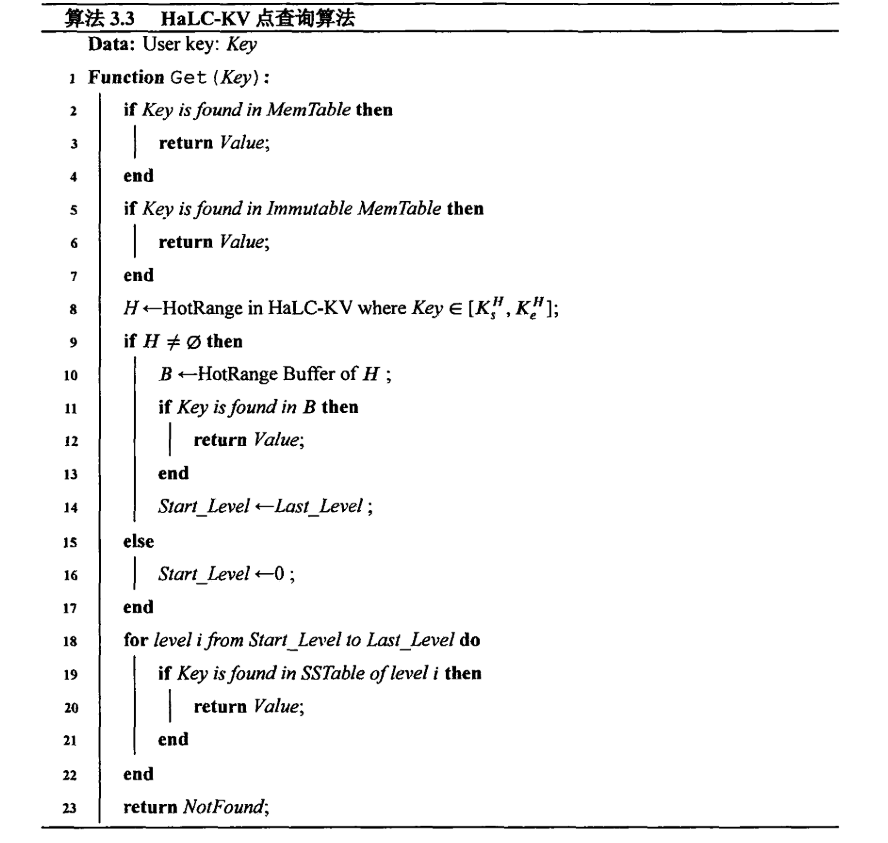 算法 3.3 HaLC-KV 点查询算法
Data: User key: Key
1 Function Get (Key):
2 if Key is found in MemTable then
3 return Value;
4 end
5 if Key is found in Immutable MemTable then
6 return Value;
7 end
8 H ←HotRange in HaLC-KV where Key ∈ [K_s^H, K_e^H];
9 if H ≠ ∅ then
10 B ←HotRange Buffer of H ;
11 if Key is found in B then
12 return Value;
13 end
14 Start_Level ←Last_Level ;
15 else
16 Start_Level ←0 ;
17 end
18 for level i from Start_Level to Last_Level do
19 if Key is found in SSTable of level i then
20 return Value;
21 end
22 end
23 return NotFound;